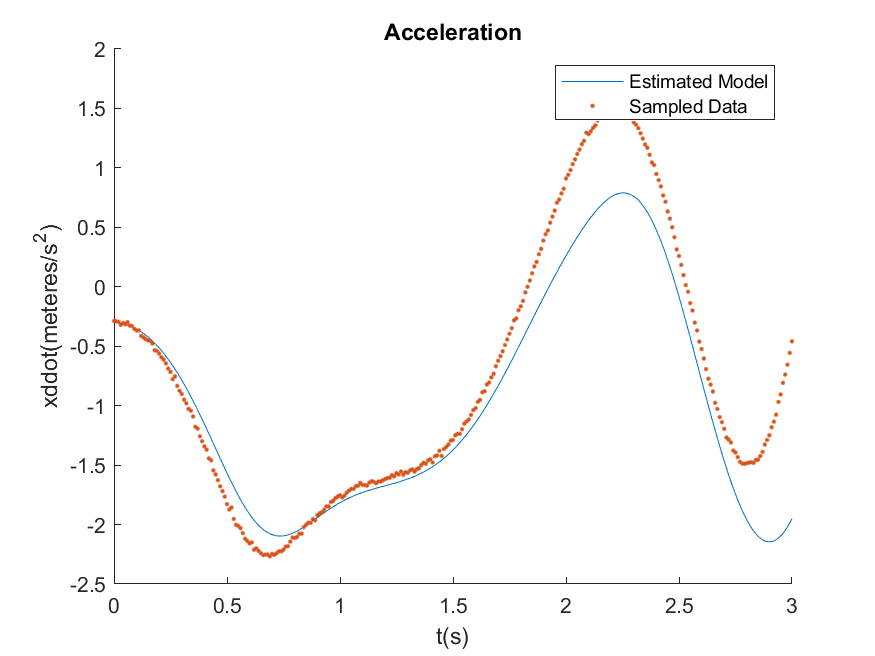 Acceleration
Estimated Model
Sampled Data
2
1.5
1
0.5
0
-0.5
-1
-1.5
-2
-2.5
xddot(meteres/s²)
0 0.5 1 1.5 2 2.5 3
t(s)